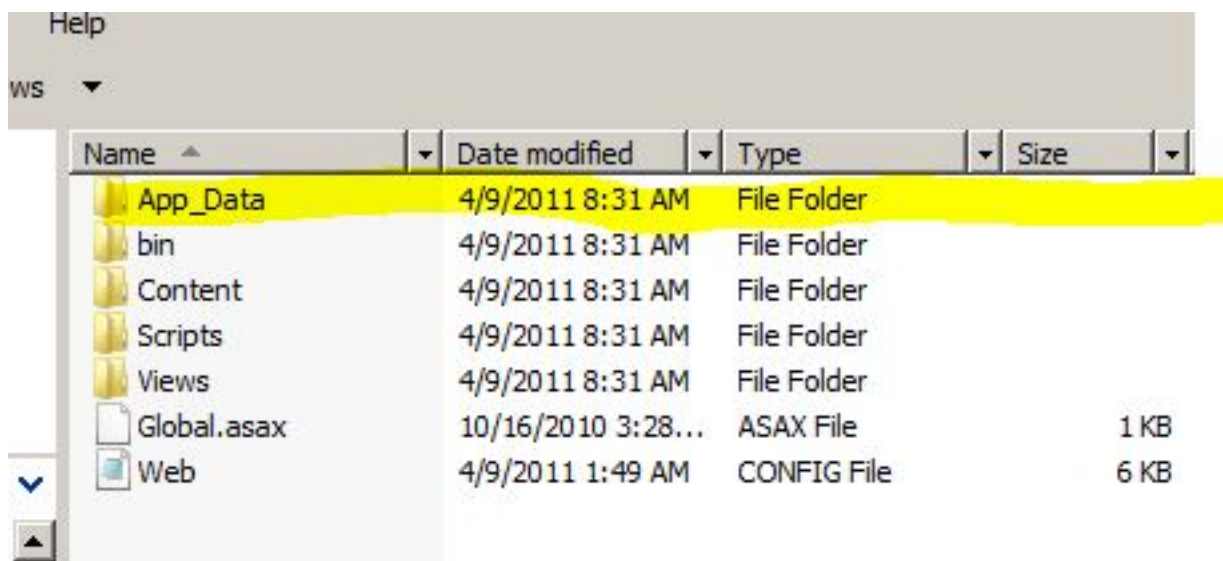 Help
ws
Name Date modified Type Size
App_Data 4/9/2011 8:31 AM File Folder
bin 4/9/2011 8:31 AM File Folder
Content 4/9/2011 8:31 AM File Folder
Scripts 4/9/2011 8:31 AM File Folder
Views 4/9/2011 8:31 AM File Folder
Global.asax 10/16/2010 3:28... ASAX File 1 KB
Web 4/9/2011 1:49 AM CONFIG File 6 KB